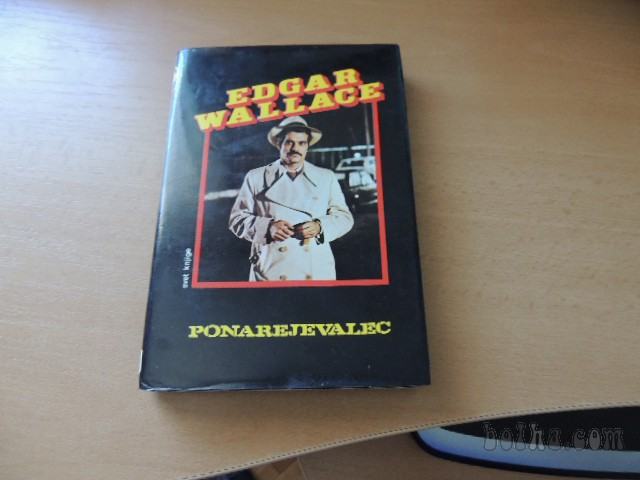 EDGAR
WALLACE
svet knjige
PONAREJEVALEC
bolha.com